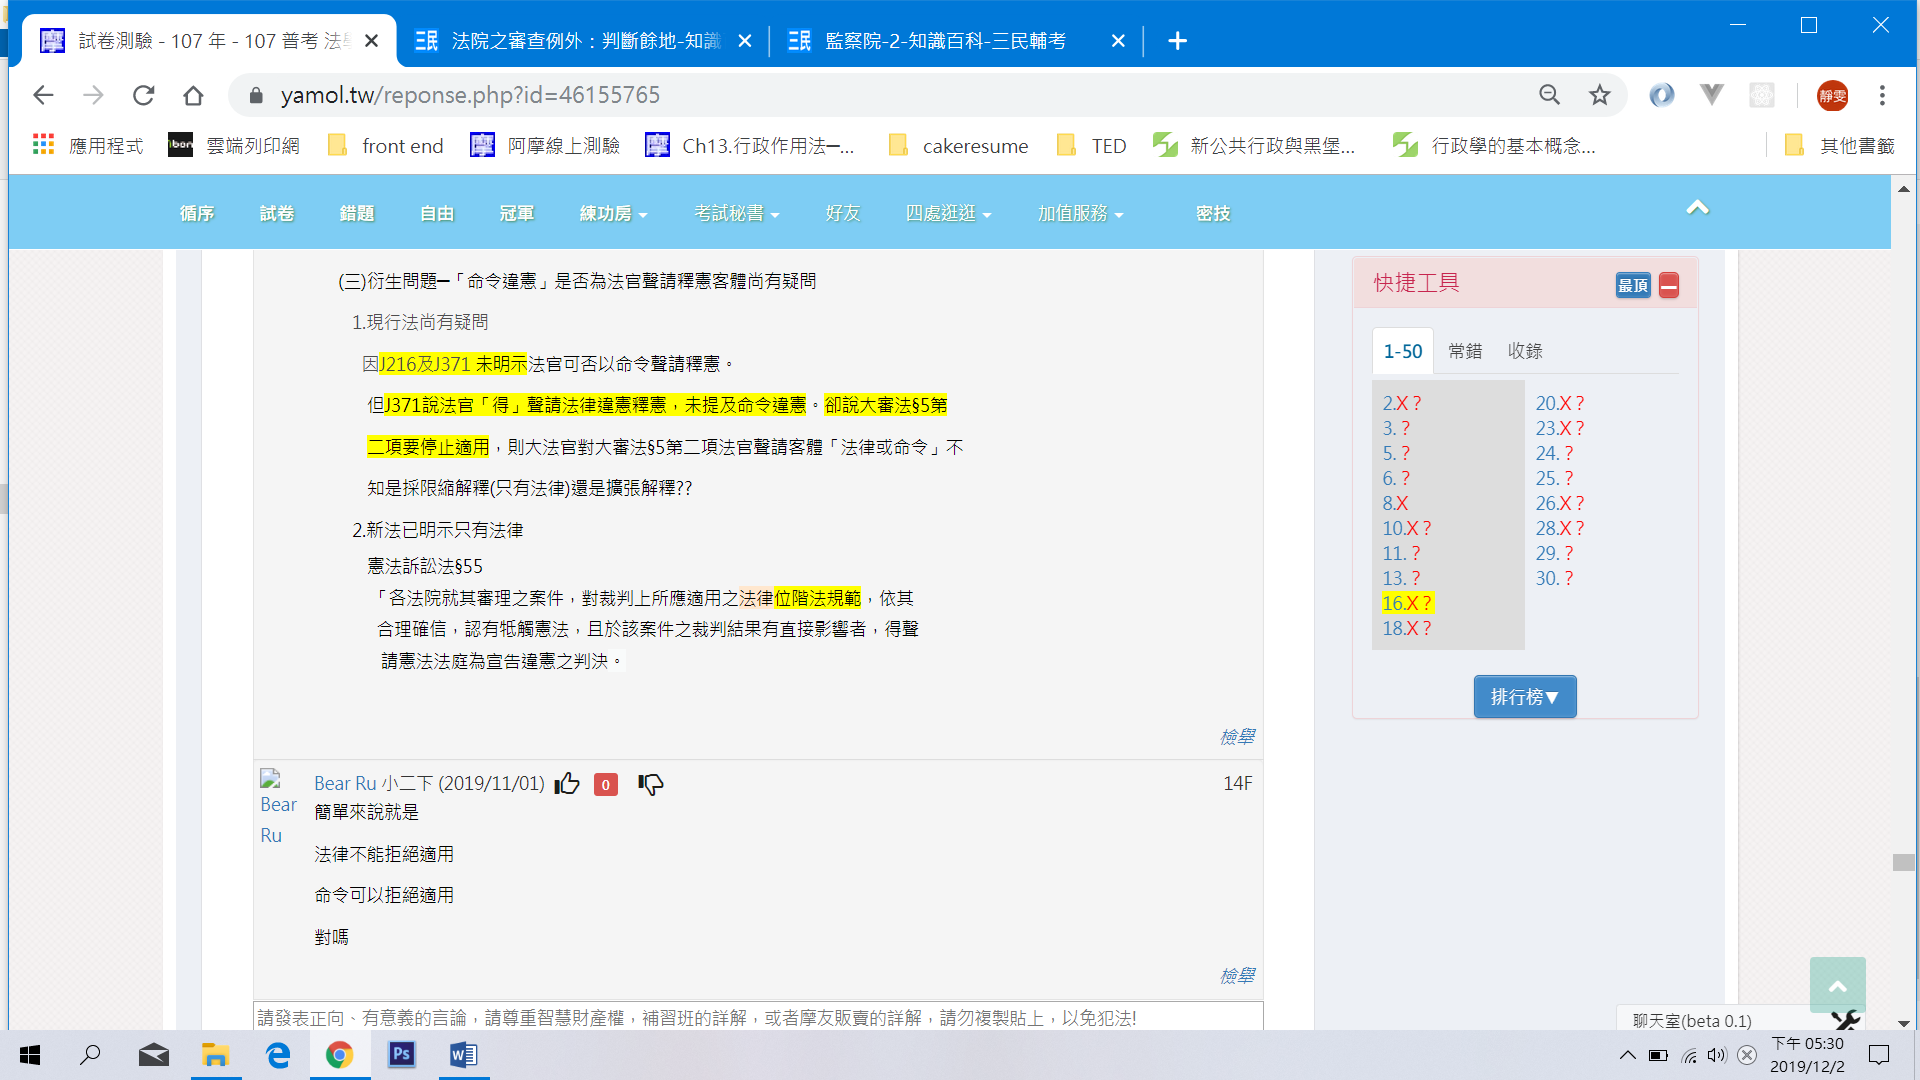 試卷測驗 - 107 年 - 107 普考 法學
法院之審查例外：判斷餘地-知識
監察院-2-知識百科-三民輔考
yamol.tw/reponse.php?id=46155765
靜雯
應用程式
ibon
雲端列印網
front end
阿摩線上測驗
Ch13.行政作用法─...
cakeresume
TED
新公共行政與黑堡...
行政學的基本概念...
其他書籤
循序 試卷 錯題 自由 冠軍 練功房 考試秘書 好友 四處逛逛 加值服務 密技
(三)衍生問題─「命令違憲」是否為法官聲請釋憲客體尚有疑問
1.現行法尚有疑問
因J216及J371 未明示法官可否以命令聲請釋憲。
但J371說法官「得」聲請法律違憲釋憲，未提及命令違憲。卻說大審法§5第
二項要停止適用，則大法官對大審法§5第二項法官聲請客體「法律或命令」不
知是採限縮解釋(只有法律)還是擴張解釋??
2.新法已明示只有法律
憲法訴訟法§55
「各法院就其審理之案件，對裁判上所應適用之法律位階法規範，依其
合理確信，認有牴觸憲法，且於該案件之裁判結果有直接影響者，得聲
請憲法法庭為宣告違憲之判決。
檢舉
Bear Ru
Bear Ru 小二下 (2019/11/01) 0 14F
簡單來說就是
法律不能拒絕適用
命令可以拒絕適用
對嗎
檢舉
請發表正向、有意義的言論，請尊重智慧財產權，補習班的詳解，或者摩友販賣的詳解，請勿複製貼上，以免犯法!
快捷工具
最頂
1-50 常錯 收錄
2.X ?
3. ?
5. ?
6. ?
8.X
10.X ?
11. ?
13. ?
16.X ?
18.X ?
20.X ?
23.X ?
24. ?
25. ?
26.X ?
28.X ?
29. ?
30. ?
排行榜▼
聊天室(beta 0.1)
Ps
下午 05:30
2019/12/2